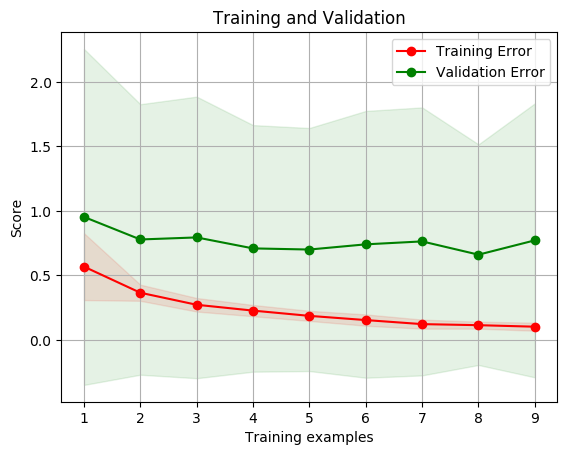 Training and Validation
Training Error
Validation Error
Score
2.0
1.5
1.0
0.5
0.0
1 2 3 4 5 6 7 8 9
Training examples